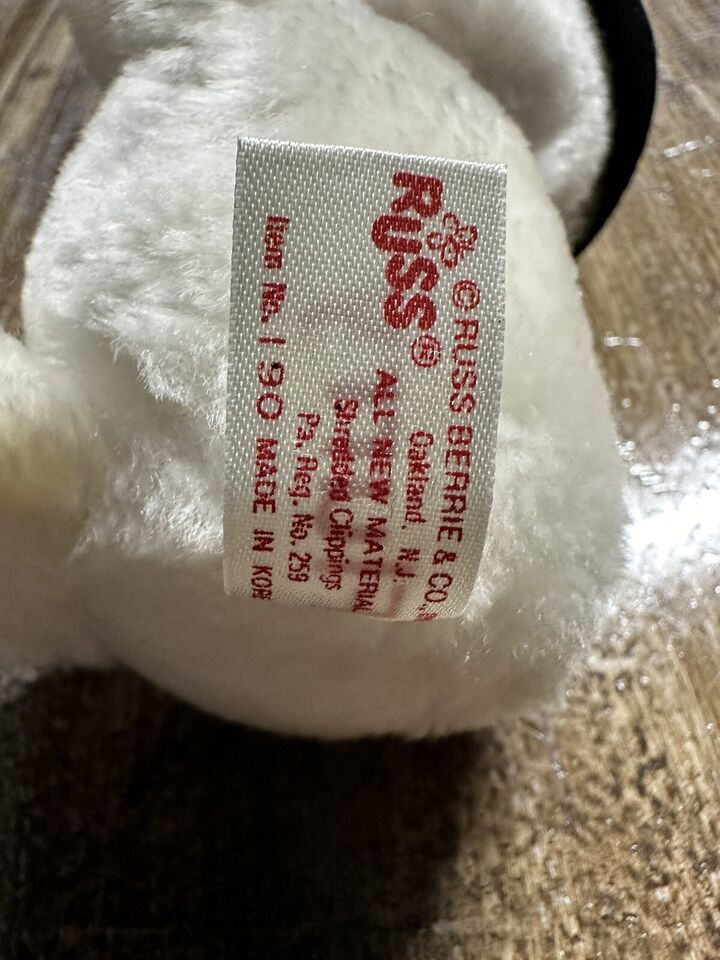 RUSS®
© RUSS BERRIE & CO.,
Oakland, N.J.
ALL NEW MATERIAL
Shredded Clippings
Pa. Reg. No. 259
Item No. 190 MADE IN KORE